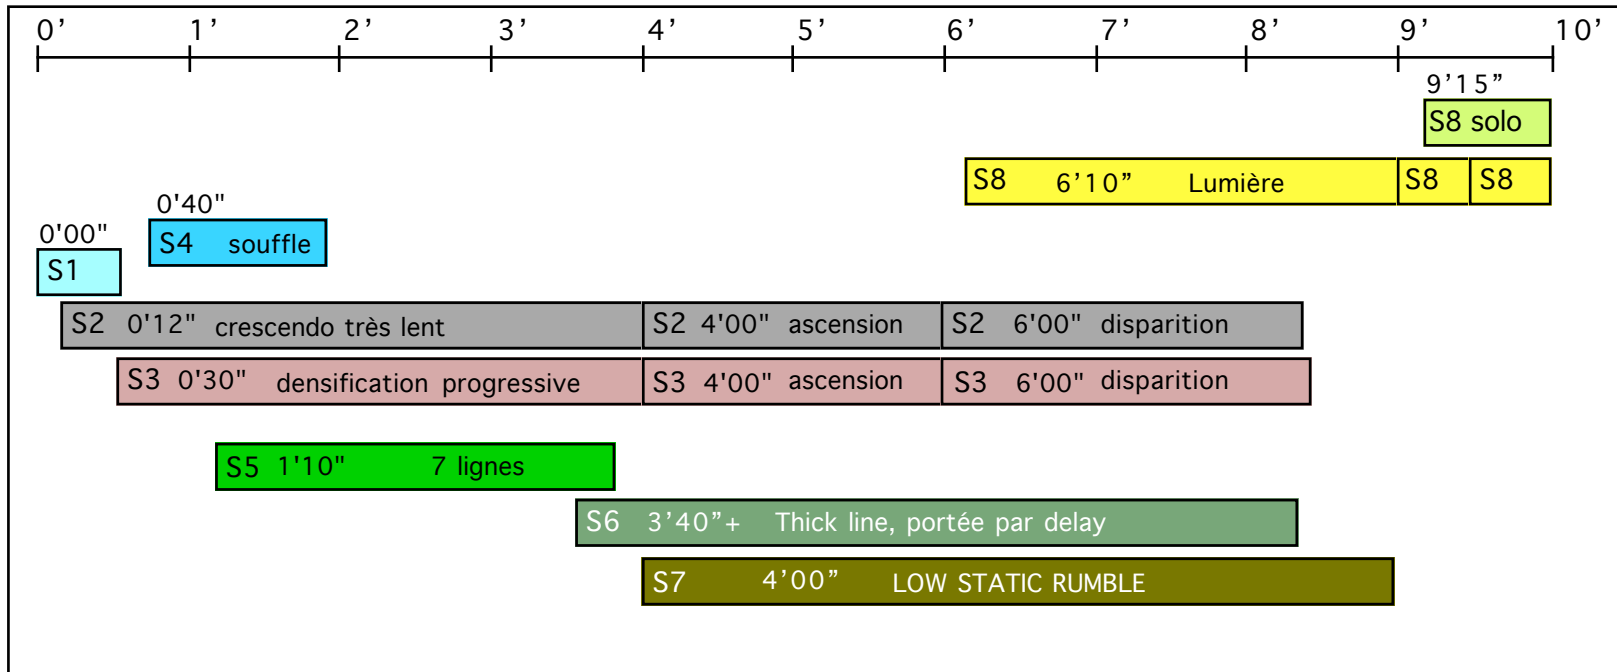 0’ 1’ 2’ 3’ 4’ 5’ 6’ 7’ 8’ 9’ 10’
9’15”
S8 solo
S8 6’10” Lumière S8 S8
0'40"
S4 souffle
0'00"
S1
S2 0'12" crescendo très lent S2 4'00" ascension S2 6'00" disparition
S3 0'30" densification progressive S3 4'00" ascension S3 6'00" disparition
S5 1'10" 7 lignes
S6 3’40”+ Thick line, portée par delay
S7 4’00” LOW STATIC RUMBLE